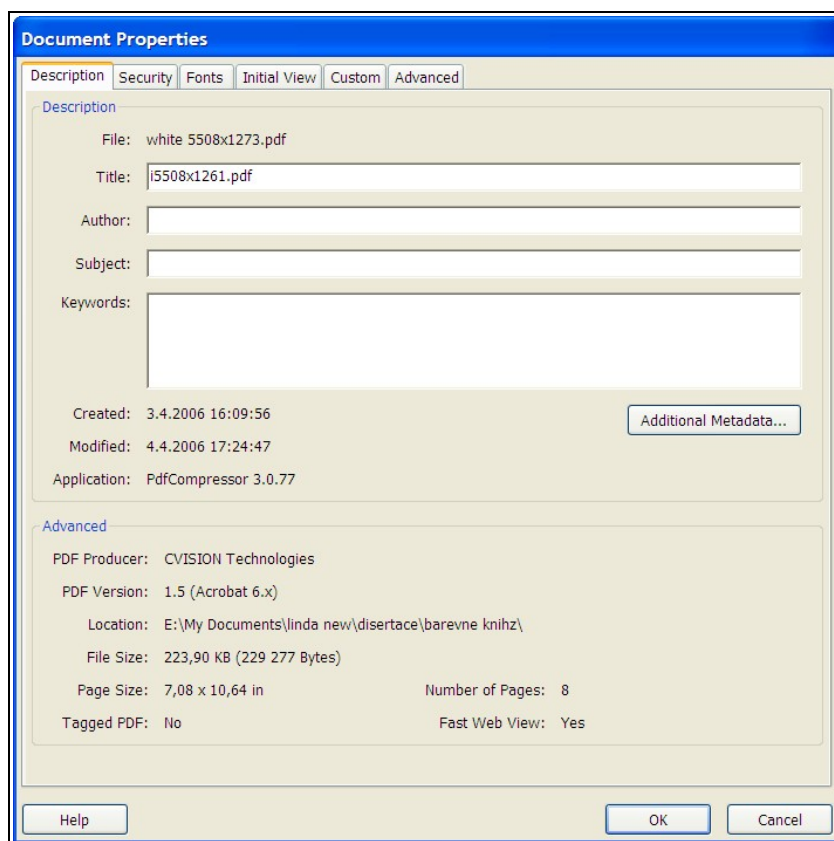 Document Properties
Description Security Fonts Initial View Custom Advanced
Description
File: white 5508x1273.pdf
Title: i5508x1261.pdf
Author:
Subject:
Keywords:
Created: 3.4.2006 16:09:56
Additional Metadata...
Modified: 4.4.2006 17:24:47
Application: PdfCompressor 3.0.77
Advanced
PDF Producer: CVISION Technologies
PDF Version: 1.5 (Acrobat 6.x)
Location: E:\My Documents\linda new\disertace\barevne knihz\
File Size: 223,90 KB (229 277 Bytes)
Page Size: 7,08 x 10,64 in Number of Pages: 8
Tagged PDF: No Fast Web View: Yes
Help OK Cancel